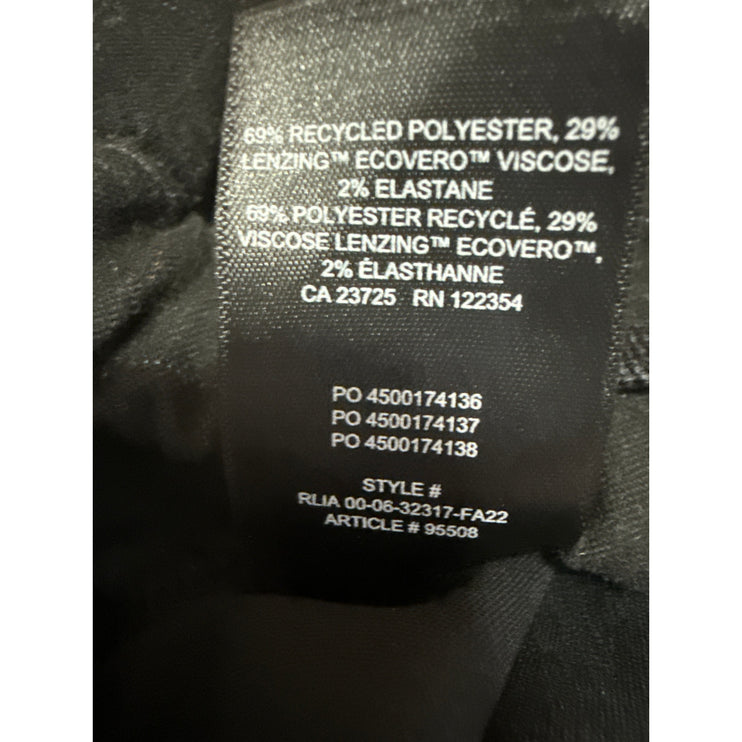 69% RECYCLED POLYESTER, 29%
LENZING™ ECOVERO™ VISCOSE,
2% ELASTANE
69% POLYESTER RECYCLÉ, 29%
VISCOSE LENZING™ ECOVERO™,
2% ÉLASTHANNE
CA 23725 RN 122354
PO 4500174136
PO 4500174137
PO 4500174138
STYLE #
RLIA 00-06-32317-FA22
ARTICLE # 95508